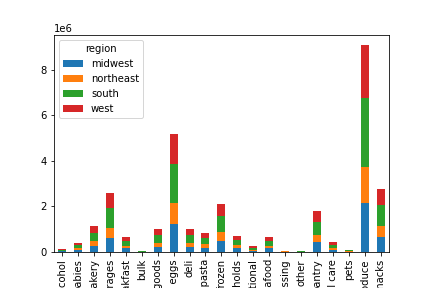 1e6
region
midwest
northeast
south
west
8
6
4
2
0
cohol
abies
akery
rages
kfast
bulk
goods
eggs
deli
pasta
rozen
holds
tional
afood
ssing
other
antry
l care
pets
oduce
nacks